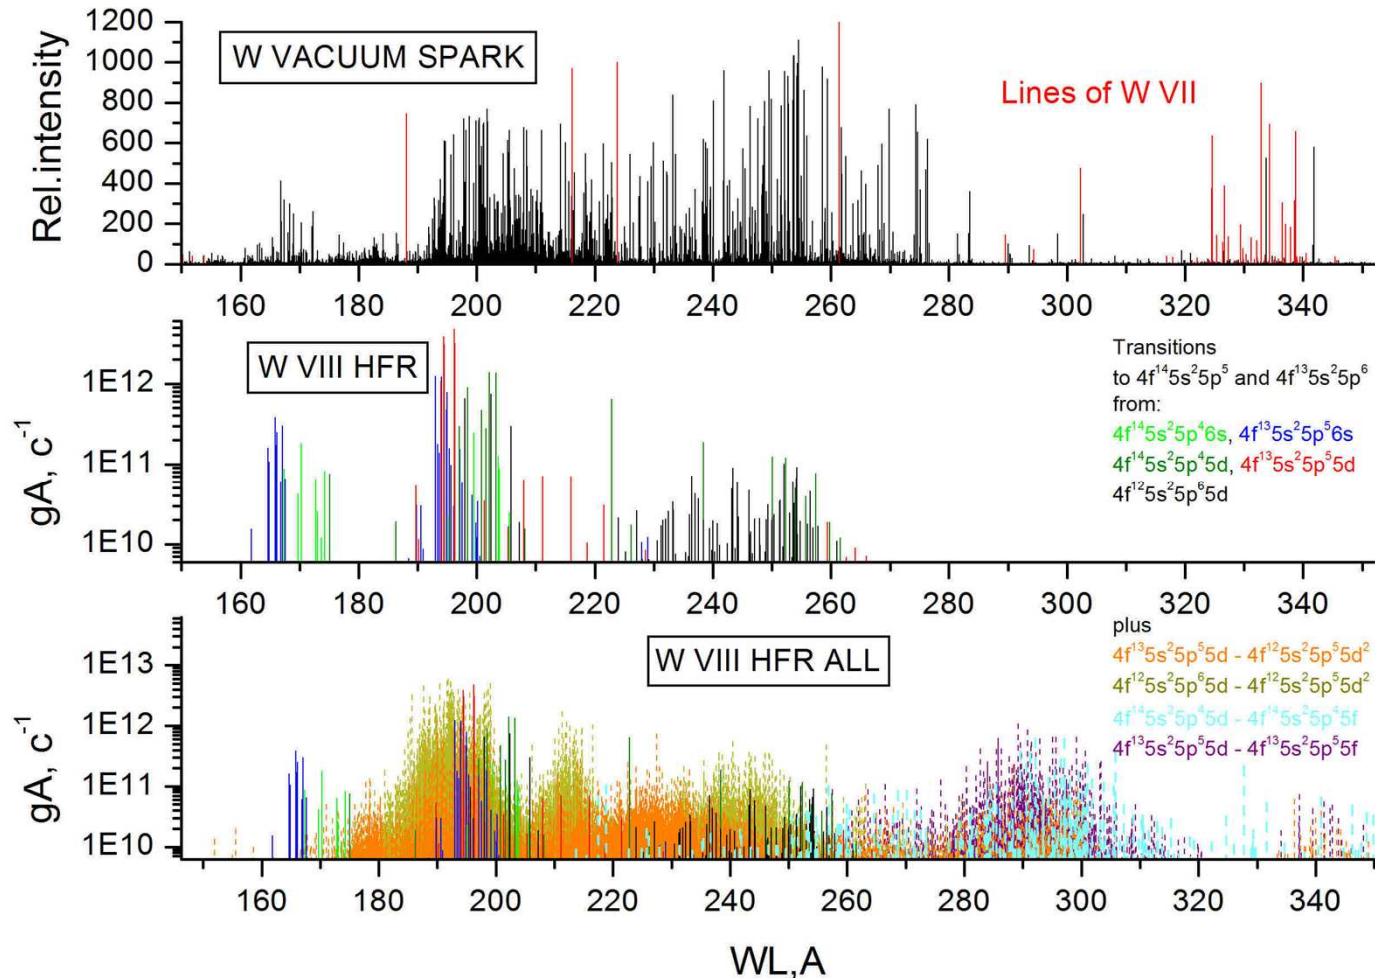 1200
1000
800
600
400
200
0
Rel.intensity
W VACUUM SPARK
Lines of W VII
160 180 200 220 240 260 280 300 320 340
1E12
1E11
1E10
gA, c⁻¹
W VIII HFR
Transitions
to 4f¹⁴5s²5p⁵ and 4f¹³5s²5p⁶
from:
4f¹⁴5s²5p⁴6s, 4f¹³5s²5p⁵6s
4f¹⁴5s²5p⁴5d, 4f¹³5s²5p⁵5d
4f¹²5s²5p⁶5d
160 180 200 220 240 260 280 300 320 340
1E13
1E12
1E11
1E10
gA, c⁻¹
W VIII HFR ALL
plus
4f¹³5s²5p⁵5d - 4f¹²5s²5p⁵5d²
4f¹²5s²5p⁶5d - 4f¹²5s²5p⁵5d²
4f¹⁴5s²5p⁴5d - 4f¹⁴5s²5p⁴5f
4f¹³5s²5p⁵5d - 4f¹³5s²5p⁵5f
160 180 200 220 240 260 280 300 320 340
WL,A